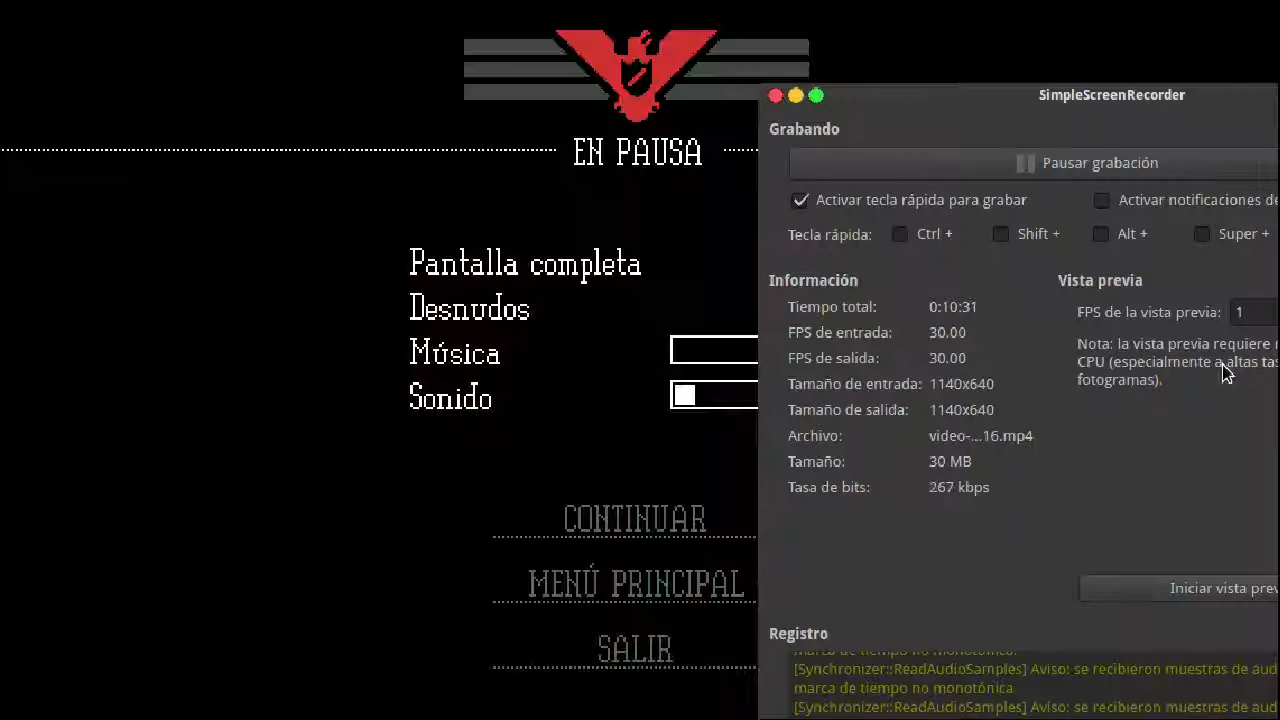 EN PAUSA
Pantalla completa
Desnudos
Música
Sonido
CONTINUAR
MENÚ PRINCIPAL
SALIR
SimpleScreenRecorder
Grabando
Pausar grabación
Activar tecla rápida para grabar
Activar notificaciones de
Tecla rápida: Ctrl + Shift + Alt + Super +
Información
Tiempo total: 0:10:31
FPS de entrada: 30.00
FPS de salida: 30.00
Tamaño de entrada: 1140x640
Tamaño de salida: 1140x640
Archivo: video-...16.mp4
Tamaño: 30 MB
Tasa de bits: 267 kbps
Vista previa
FPS de la vista previa: 1
Nota: la vista previa requiere
CPU (especialmente a altas tas
fotogramas).
Iniciar vista prev
Registro
marca de tiempo no monotónica.
[Synchronizer::ReadAudioSamples] Aviso: se recibieron muestras de aud
marca de tiempo no monotónica.
[Synchronizer::ReadAudioSamples] Aviso: se recibieron muestras de aud